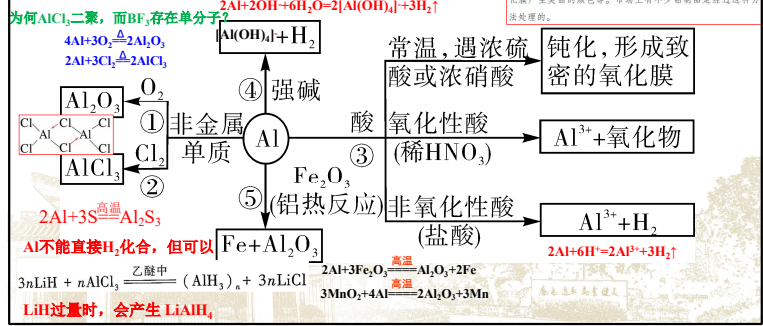 法处理的。
2Al+2OH⁻+6H₂O=2[Al(OH)₄]⁻+3H₂↑
为何AlCl₃二聚，而BF₃存在单分子？
4Al+3O₂=△=2Al₂O₃
2Al+3Cl₂=△=2AlCl₃
[Al(OH)₄]⁻+H₂
④ 强碱
常温，遇浓硫
酸或浓硝酸
钝化，形成致
密的氧化膜
Al₂O₃
O₂
①
Cl Cl Cl
Al Al
Cl Cl Cl
AlCl₃
Cl₂
②
非金属
单质
Al
酸
③
氧化性酸
(稀HNO₃)
Al³⁺+氧化物
⑤
Fe₂O₃
(铝热反应)
Fe+Al₂O₃
非氧化性酸
(盐酸)
Al³⁺+H₂
2Al+6H⁺=2Al³⁺+3H₂↑
高温
2Al+3S==Al₂S₃
Al不能直接H₂化合，但可以
乙醚中
3nLiH + nAlCl₃ → (AlH₃)ₙ + 3nLiCl
LiH过量时，会产生 LiAlH₄
高温
2Al+3Fe₂O₃====Al₂O₃+2Fe
高温
3MnO₂+4Al====2Al₂O₃+3Mn